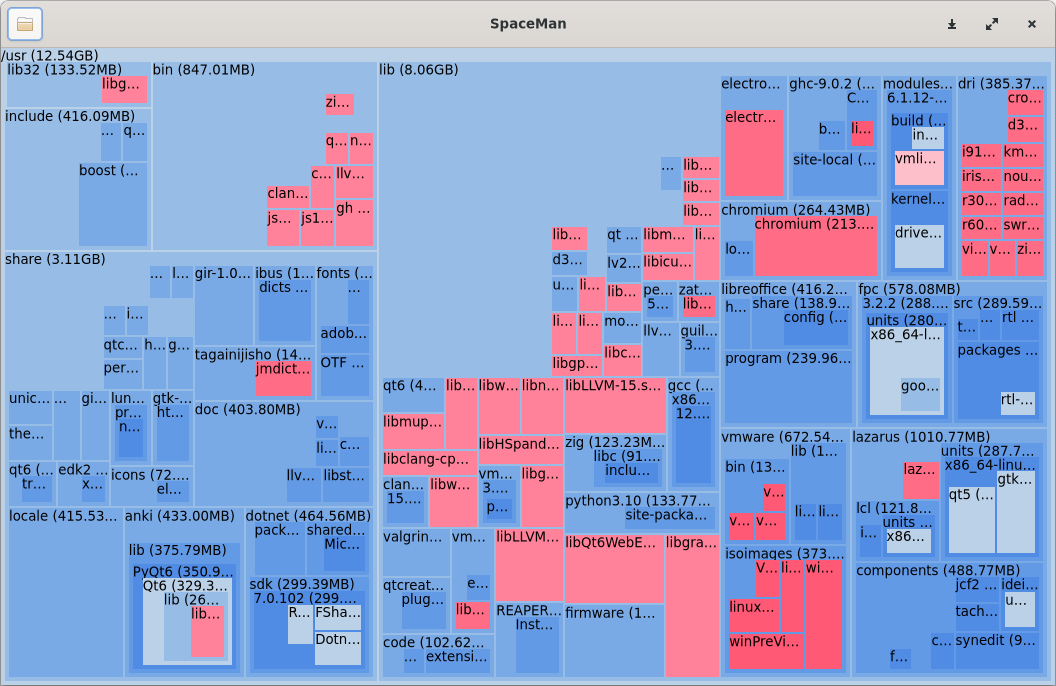 SpaceMan
/usr (12.54GB)
lib32 (133.52MB)
libg...
include (416.09MB)
... q...
boost (...
bin (847.01MB)
zi...
q... n...
c... llv...
clan...
gh ...
js... js1...
share (3.11GB)
... l...
gir-1.0...
ibus (1...
dicts ...
fonts (...
...
adob...
OTF ...
... i...
qtc... h... g...
per...
tagainijisho (14...
jmdict...
unic... ... gi... lun... gtk-...
pr... ht...
n...
the...
doc (403.80MB)
v...
li... c...
llv... libst...
qt6 (... edk2 ... icons (72....
tr... x... el...
locale (415.53...
anki (433.00MB)
lib (375.79MB)
PyQt6 (350.9...
Qt6 (329.3...
lib (26...
lib...
dotnet (464.56MB)
pack... shared...
Mic...
sdk (299.39MB)
7.0.102 (299....
R... FSha...
Dotn...
lib (8.06GB)
... lib...
lib...
lib...
lib... qt ... libm... li...
d3... lv2... libicu...
u... li... lib... pe... zat...
5... lib...
li... li... mo... llv... guil...
3....
libgp... libc...
qt6 (4... lib... libw... libn... libLLVM-15.s... gcc (...
x86...
12....
libmup...
libHSpand...
zig (123.23M...
libc (91....
inclu...
libclang-cp...
clan... libw... vm... libg...
15.... 3....
p...
python3.10 (133.77...
site-packa...
valgrin... vm... libLLVM... libQt6WebE... libgra...
qtcreat... e...
plug... lib...
REAPER... firmware (1...
Inst...
code (102.62...
... extensi...
electro...
electr...
ghc-9.0.2 (...
C...
b... li...
site-local (...
modules...
6.1.12-...
build (...
in...
vmli...
kernel...
drive...
dri (385.37...
cro...
d3...
i91... km...
iris... nou...
r30... rad...
r60... swr...
vi... v... zi...
chromium (264.43MB)
chromium (213....
lo...
libreoffice (416.2...
h... share (138.9...
config (...
program (239.96...
fpc (578.08MB)
3.2.2 (288....
units (280...
x86_64-l...
goo...
src (289.59...
t... ... rtl ...
packages ...
rtl-...
vmware (672.54...
bin (13...
v...
v... v...
lib (1...
li... li...
isoimages (373....
V... li... wi...
linux...
winPreVi...
lazarus (1010.77MB)
laz...
units (287.7...
x86_64-linu...
gtk...
qt5 (...
lcl (121.8...
units ...
i... x86...
components (488.77MB)
jcf2 ... idei...
u...
tach...
c... synedit (9...
f...